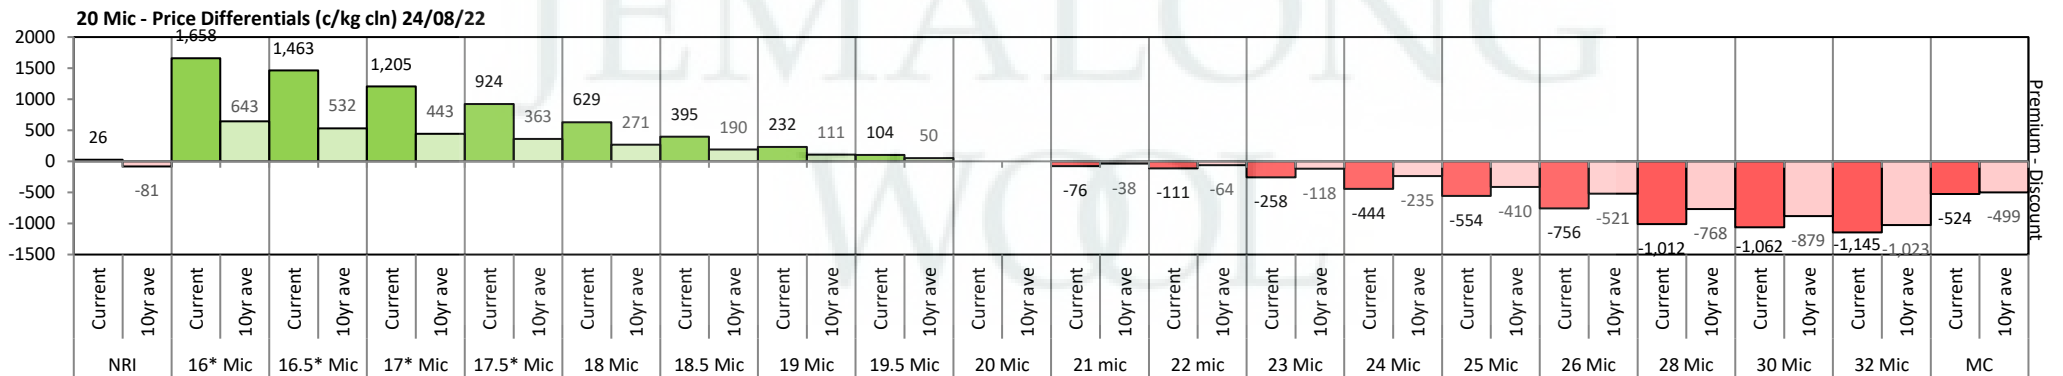 20 Mic - Price Differentials (c/kg cln) 24/08/22
JEMALONG
WOOL
2000
1500
1000
500
0
-500
-1000
-1500
26 -81 1,658 643 1,463 532 1,205 443 924 363 629 271 395 190 232 111 104 50 -76 -38 -111 -64 -258 -118 -444 -235 -554 -410 -756 -521 -1,012 -768 -1,062 -879 -1,145 -1,023 -524 -499
Premium - Discount
Current 10yr ave Current 10yr ave Current 10yr ave Current 10yr ave Current 10yr ave Current 10yr ave Current 10yr ave Current 10yr ave Current 10yr ave Current 10yr ave Current 10yr ave Current 10yr ave Current 10yr ave Current 10yr ave Current 10yr ave Current 10yr ave Current 10yr ave Current 10yr ave Current 10yr ave Current 10yr ave
NRI 16* Mic 16.5* Mic 17* Mic 17.5* Mic 18 Mic 18.5 Mic 19 Mic 19.5 Mic 20 Mic 21 mic 22 mic 23 Mic 24 Mic 25 Mic 26 Mic 28 Mic 30 Mic 32 Mic MC